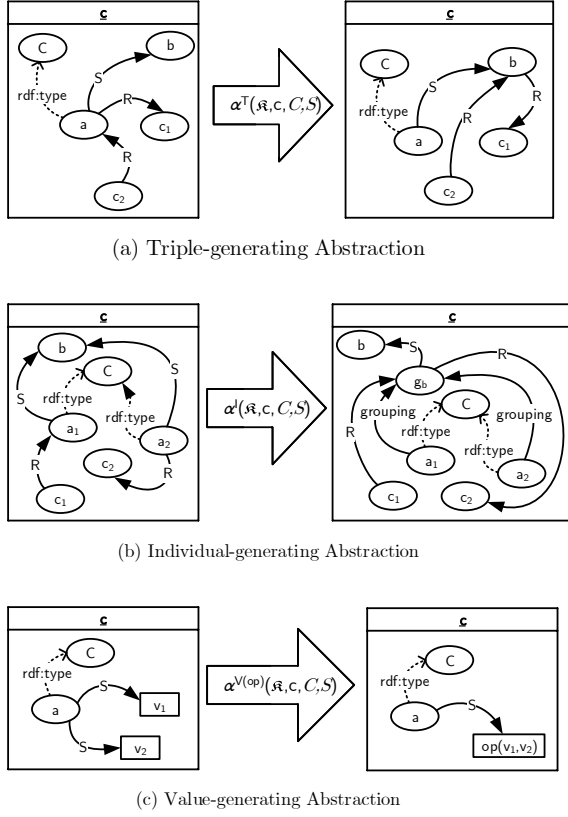 c
c
C
b
S
rdf:type
R
a
c₁
R
c₂
αᵀ(𝔎,c,C,S)
C
b
S
rdf:type
R
R
a
c₁
c₂
(a) Triple-generating Abstraction
c
c
b
C
S
S
rdf:type
rdf:type
a₁
a₂
R
c₂
R
c₁
αᴵ(𝔎,c,C,S)
b
S
R
g_b
C
grouping
grouping
R
rdf:type
rdf:type
a₁
a₂
c₁
c₂
(b) Individual-generating Abstraction
c
c
C
rdf:type
S
a
v₁
S
v₂
α^V(op)(𝔎,c,C,S)
C
rdf:type
S
a
op(v₁,v₂)
(c) Value-generating Abstraction